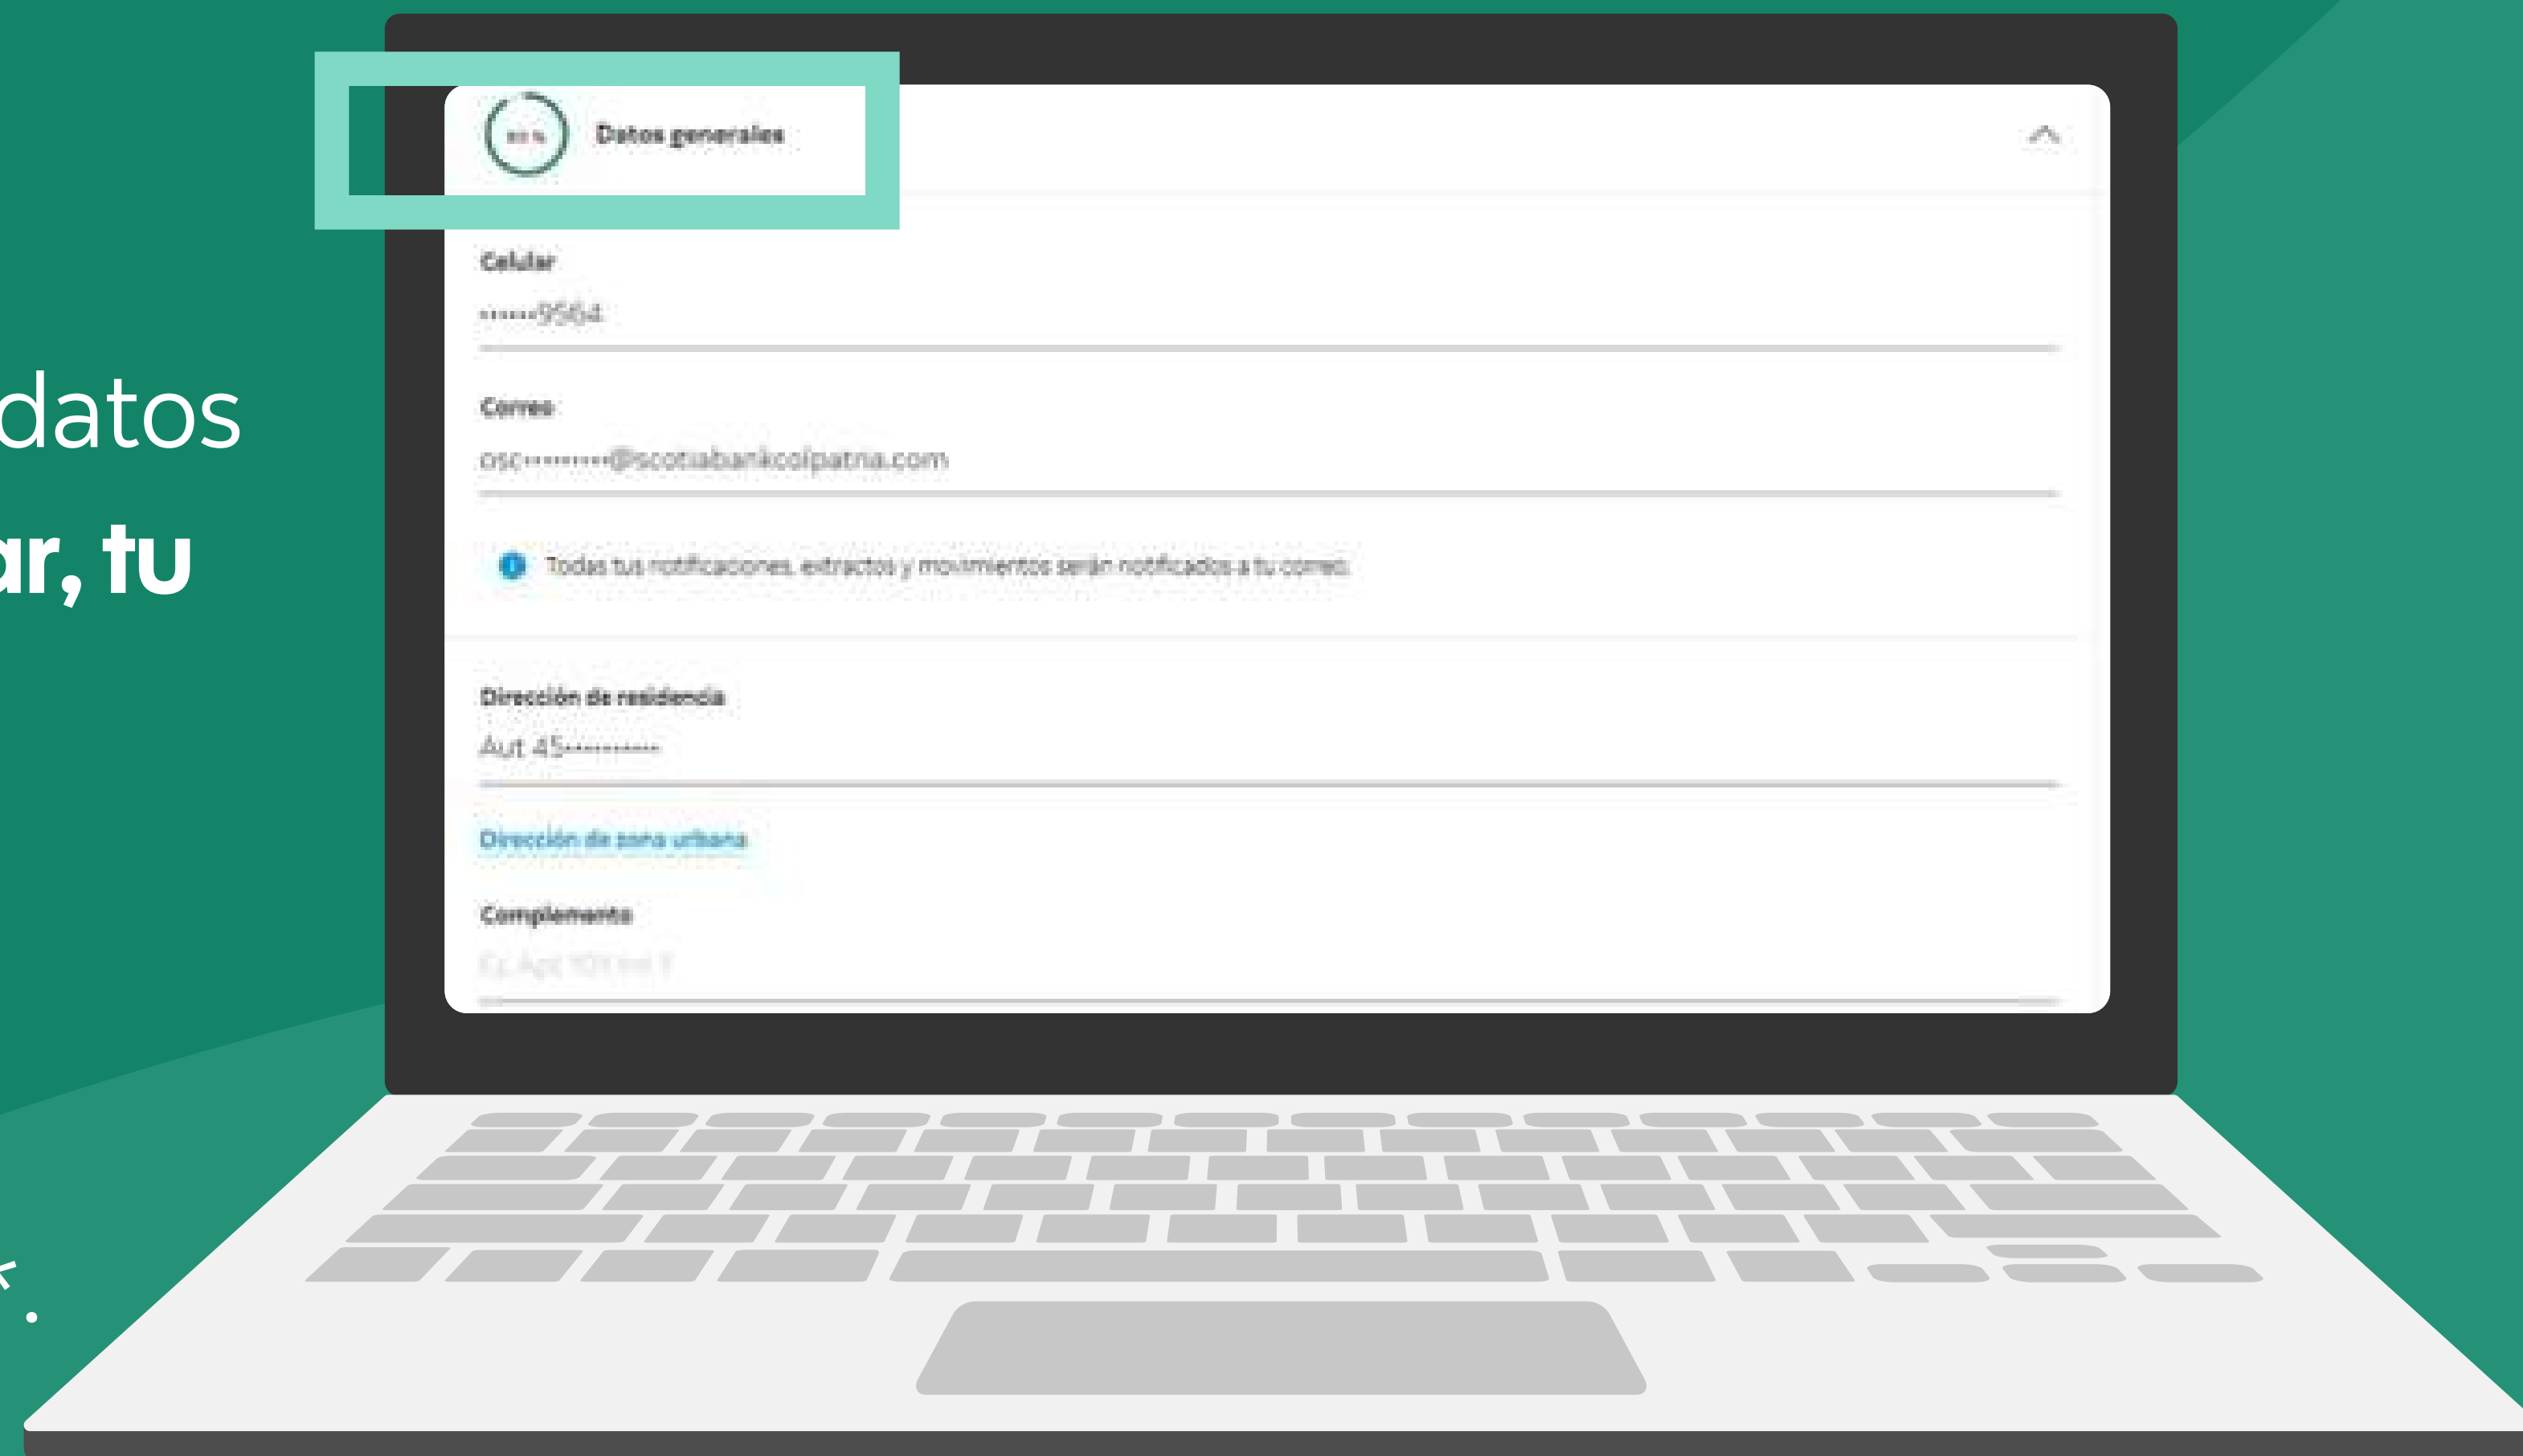 datos
ar, tu
*.
Datos generales
Celular
••••••9564
Correo
osc•••••••••@scotiabankcolpatria.com
Todas tus notificaciones, extractos y movimientos serán notificados a tu correo.
Dirección de residencia
Aut 45••••••••••
Dirección de zona urbana
Complemento